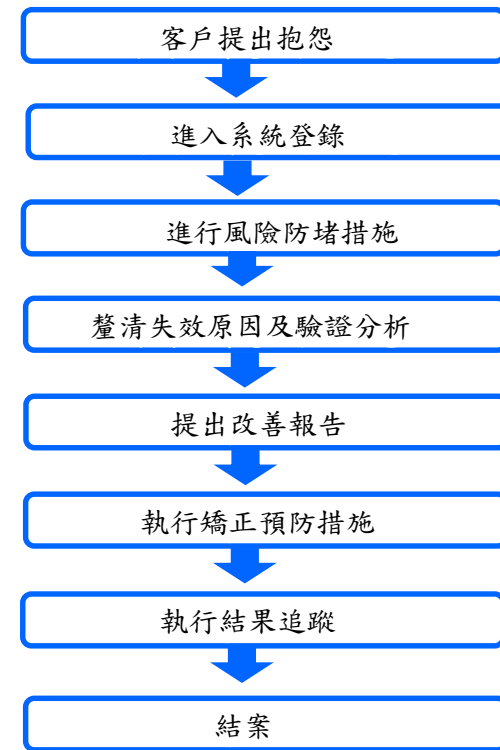 客戶提出抱怨
進入系統登錄
進行風險防堵措施
釐清失效原因及驗證分析
提出改善報告
執行矯正預防措施
執行結果追蹤
結案